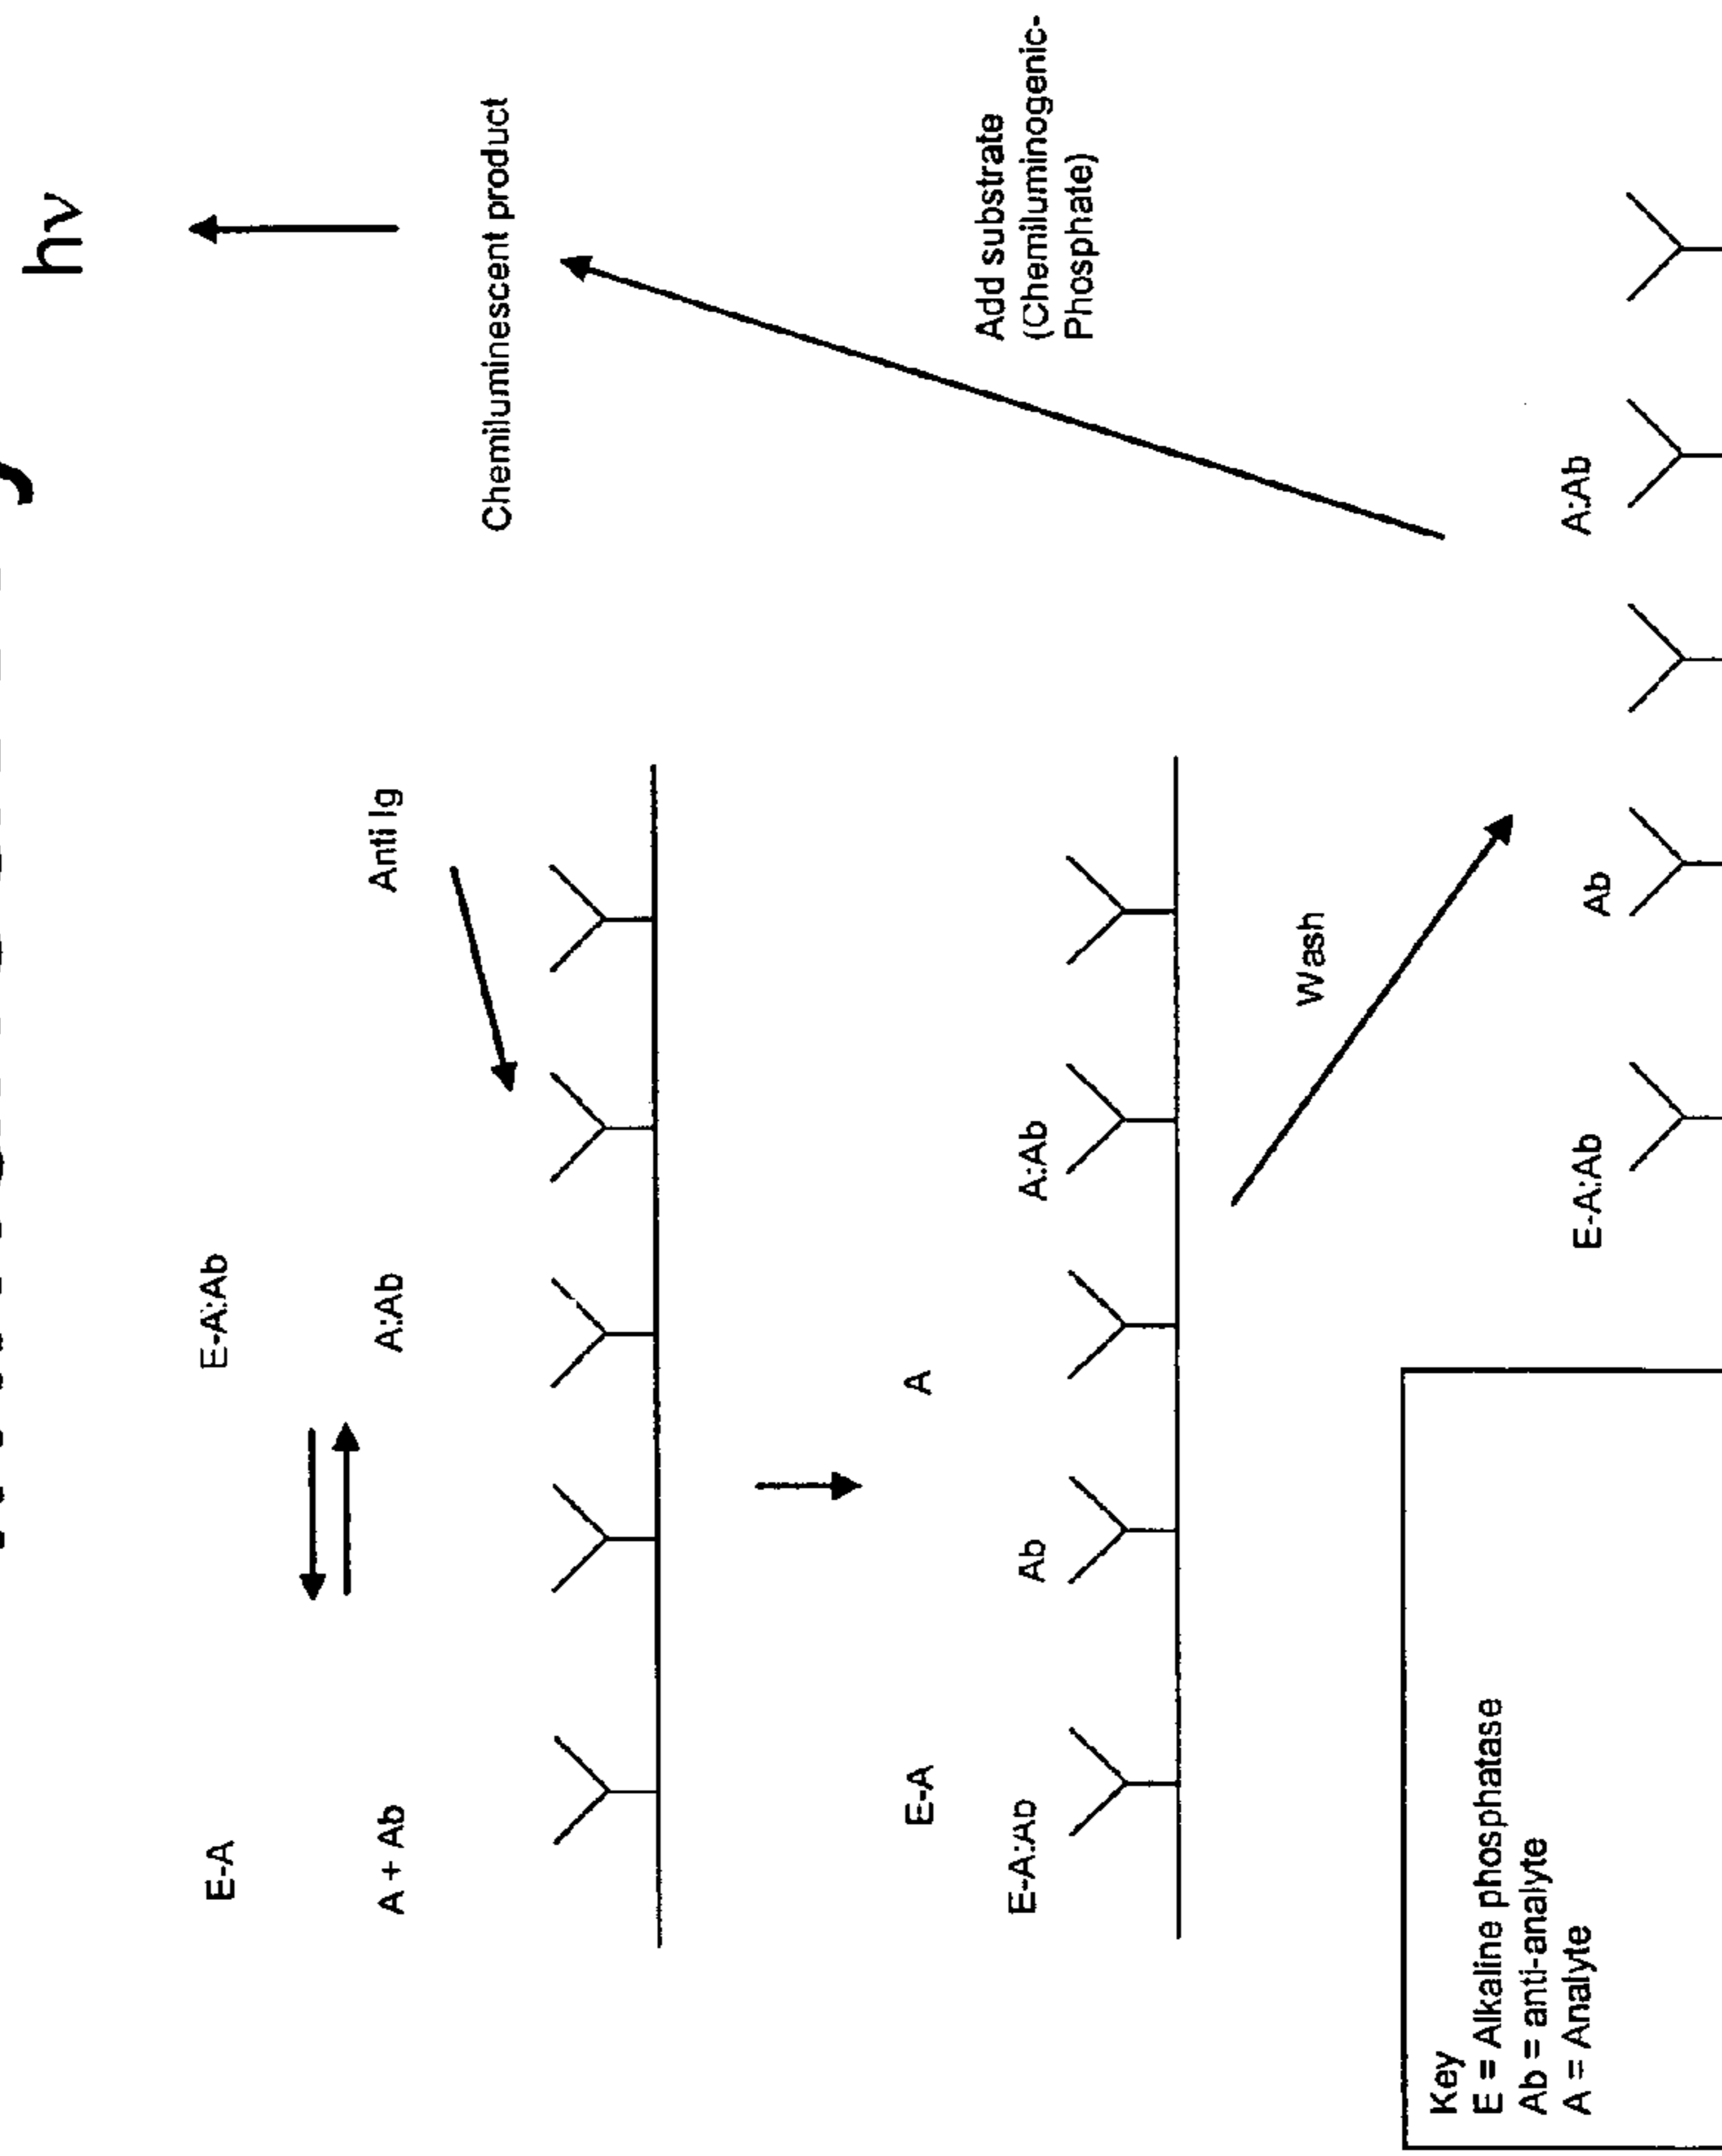 hν
E-A
E-A:Ab
A + Ab
A:Ab
Anti Ig
Chemiluminescent product
E-A
A
E-A:Ab
Ab
A:Ab
Add substrate
(Chemiluminogenic-
Phosphate)
Wash
E-A:Ab
Ab
A:Ab
Key
E = Alkaline phosphatase
Ab = anti-analyte
A = Analyte